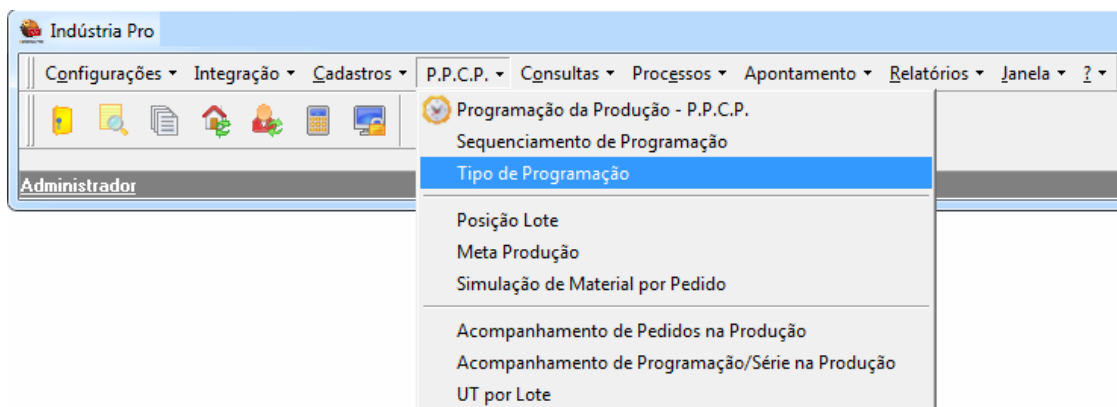 Indústria Pro
Configurações Integração Cadastros P.P.C.P. Consultas Processos Apontamento Relatórios Janela ?
Programação da Produção - P.P.C.P.
Sequenciamento de Programação
Tipo de Programação
Administrador
Posição Lote
Meta Produção
Simulação de Material por Pedido
Acompanhamento de Pedidos na Produção
Acompanhamento de Programação/Série na Produção
UT por Lote